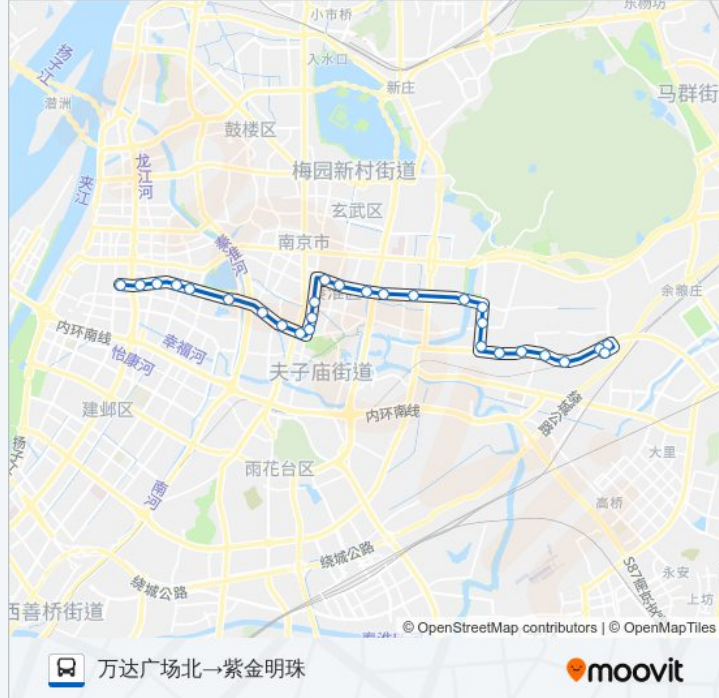 东杨坊
小市桥
扬子江
入水口
新庄
潜洲
马群街
鼓楼区
龙江河
梅园新村街道
夹江
玄武区
秦淮河
南京市
余粮庄
内环南线
幸福河
怡康河
夫子庙街道
建邺区
内环南线
绕城公路
扬子江
大里
雨花台区
南河
高桥
绕城公路
绕城公路
永安
西善桥街道
上坊
© OpenStreetMap contributors | © OpenMapTiles
万达广场北→紫金明珠
moovit